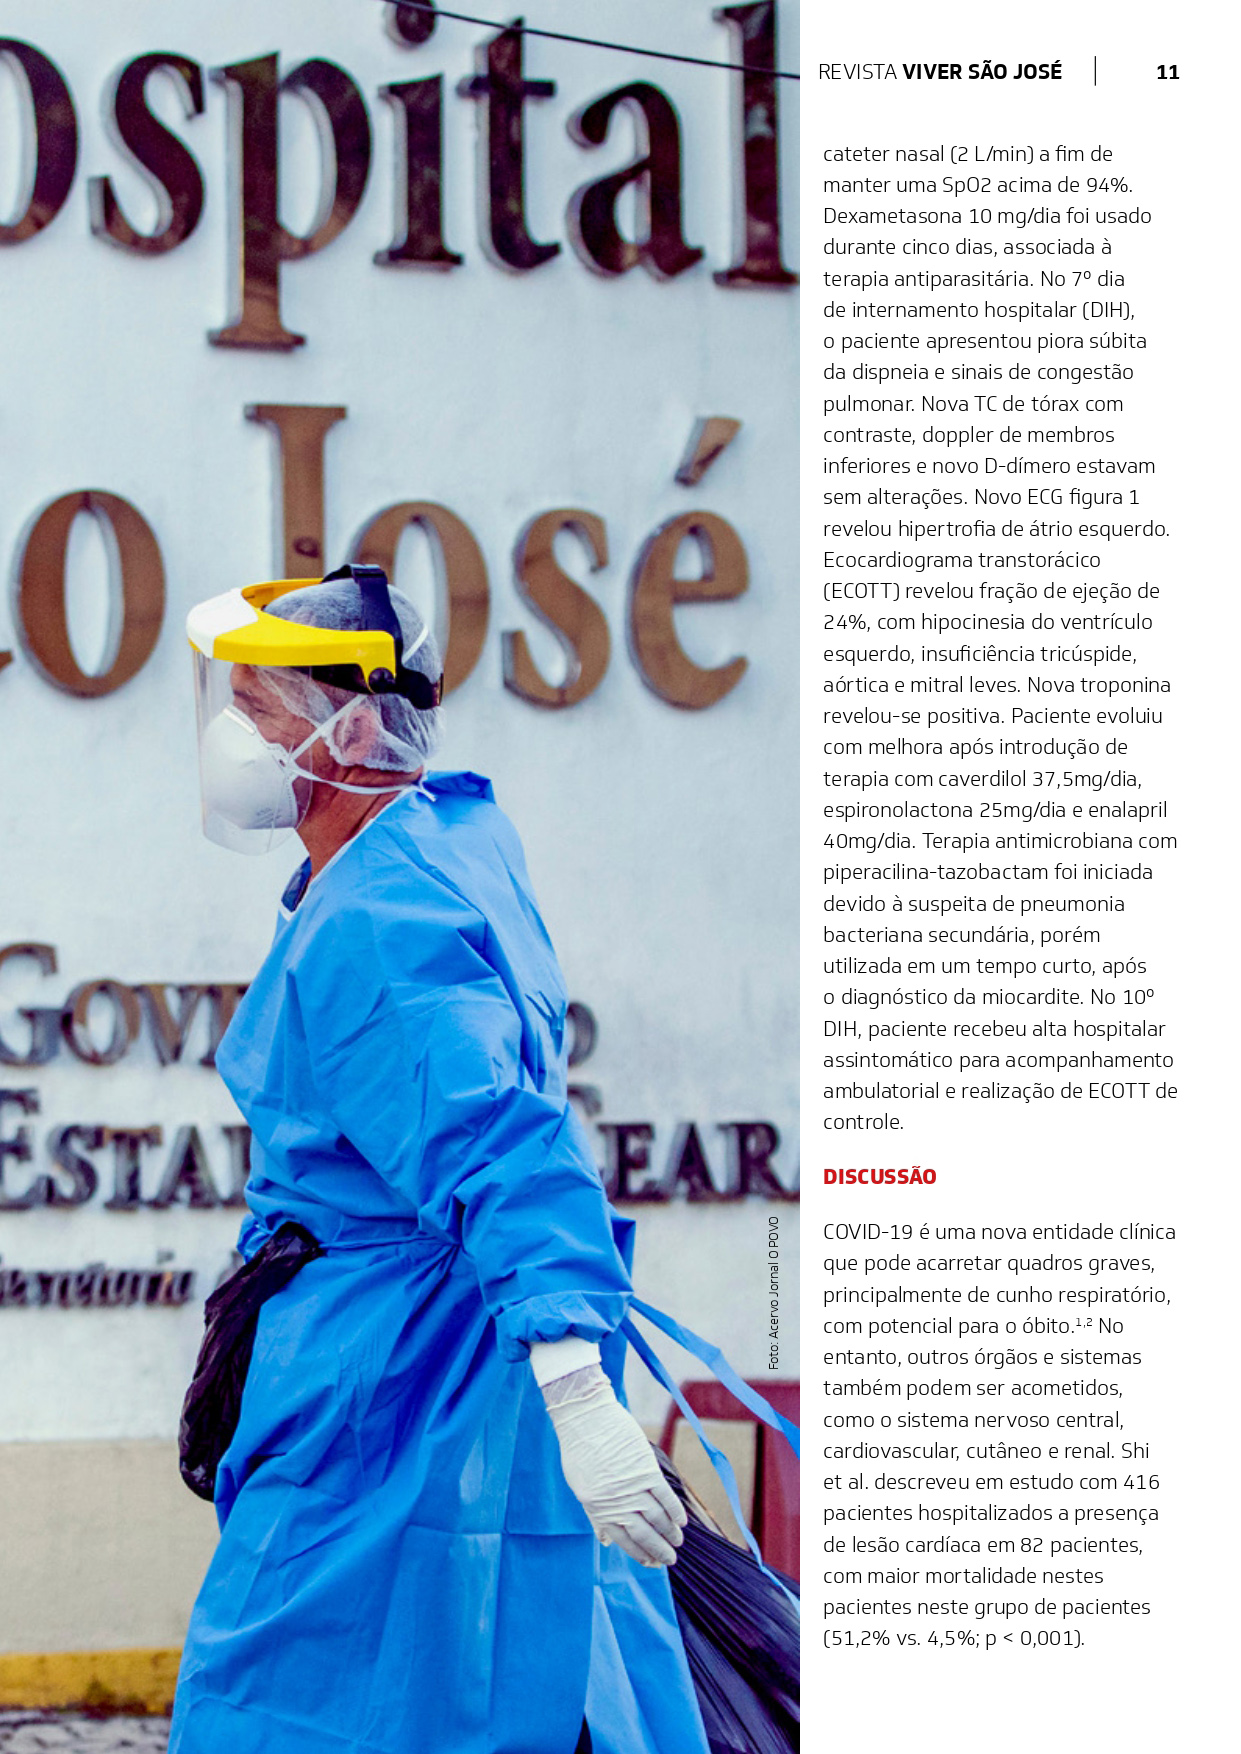 ospital
o José
GOVE O
ESTA CEAR
REVISTA VIVER SÃO JOSÉ | 11
cateter nasal (2 L/min) a fim de
manter uma SpO2 acima de 94%.
Dexametasona 10 mg/dia foi usado
durante cinco dias, associada à
terapia antiparasitária. No 7º dia
de internamento hospitalar (DIH),
o paciente apresentou piora súbita
da dispneia e sinais de congestão
pulmonar. Nova TC de tórax com
contraste, doppler de membros
inferiores e novo D-dímero estavam
sem alterações. Novo ECG figura 1
revelou hipertrofia de átrio esquerdo.
Ecocardiograma transtorácico
(ECOTT) revelou fração de ejeção de
24%, com hipocinesia do ventrículo
esquerdo, insuficiência tricúspide,
aórtica e mitral leves. Nova troponina
revelou-se positiva. Paciente evoluiu
com melhora após introdução de
terapia com caverdilol 37,5mg/dia,
espironolactona 25mg/dia e enalapril
40mg/dia. Terapia antimicrobiana com
piperacilina-tazobactam foi iniciada
devido à suspeita de pneumonia
bacteriana secundária, porém
utilizada em um tempo curto, após
o diagnóstico da miocardite. No 10º
DIH, paciente recebeu alta hospitalar
assintomático para acompanhamento
ambulatorial e realização de ECOTT de
controle.
DISCUSSÃO
COVID-19 é uma nova entidade clínica
que pode acarretar quadros graves,
principalmente de cunho respiratório,
com potencial para o óbito.1,2 No
entanto, outros órgãos e sistemas
também podem ser acometidos,
como o sistema nervoso central,
cardiovascular, cutâneo e renal. Shi
et al. descreveu em estudo com 416
pacientes hospitalizados a presença
de lesão cardíaca em 82 pacientes,
com maior mortalidade nestes
pacientes neste grupo de pacientes
(51,2% vs. 4,5%; p < 0,001).
Foto: Acervo Jornal O POVO